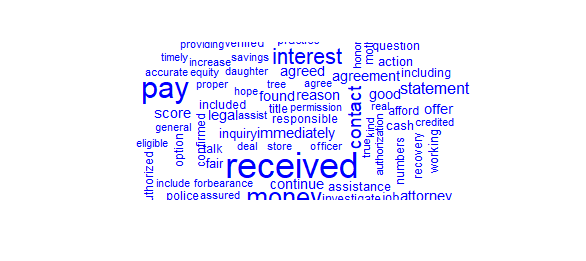 providing verified practice
timely increase savings interest honor moti question
accurate equity daughter agreed agreement action including
pay proper hope tree agree good statement
found reason
score included legal assist title permission contact real afford offer
general responsible kind cash credited
eligible option confirmed inquiry immediately authorization
talk deal store officer true numbers recovery working
fair received
uthorized include forbearance continue assistance
police assured money investigate job attorney